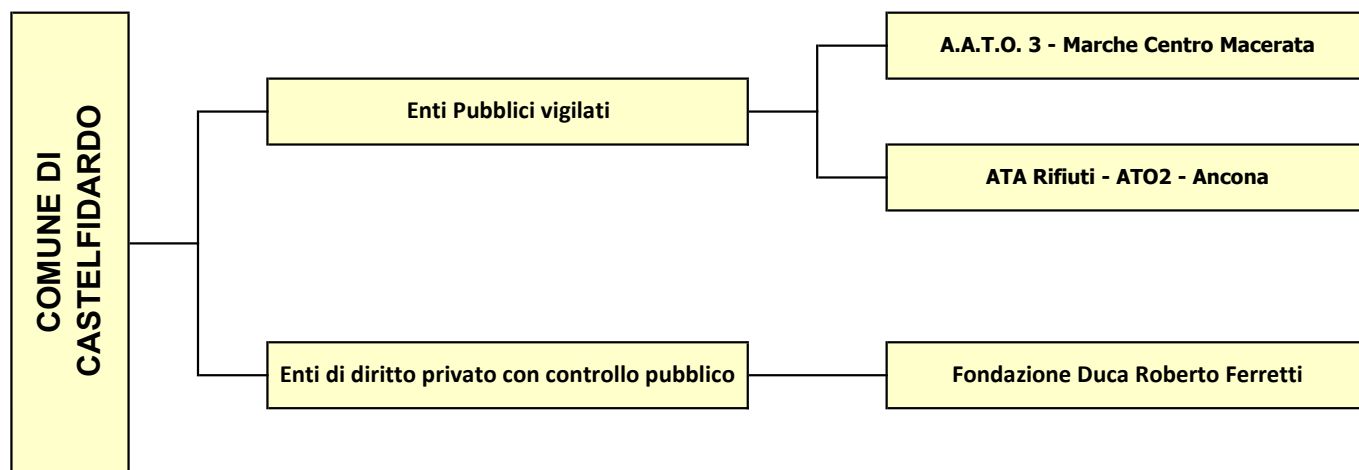 COMUNE DI
CASTELFIDARDO
Enti Pubblici vigilati
A.A.T.O. 3 - Marche Centro Macerata
ATA Rifiuti - ATO2 - Ancona
Enti di diritto privato con controllo pubblico
Fondazione Duca Roberto Ferretti